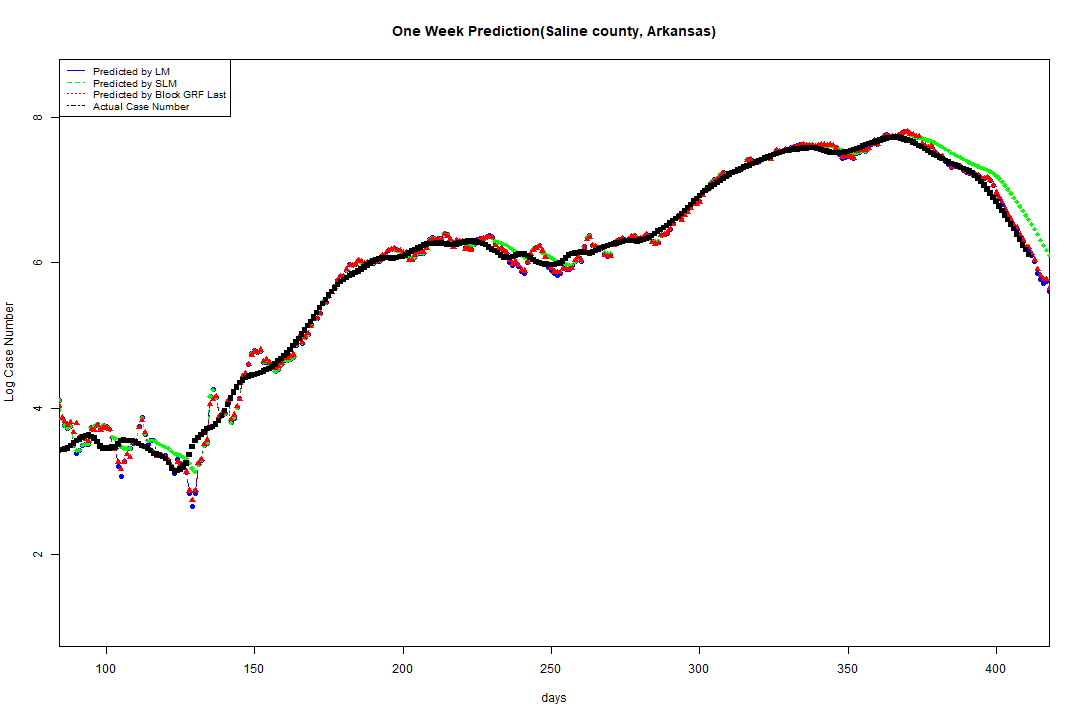 One Week Prediction(Saline county, Arkansas)
Predicted by LM
Predicted by SLM
Predicted by Block GRF Last
Actual Case Number
8
6
4
2
Log Case Number
100 150 200 250 300 350 400
days